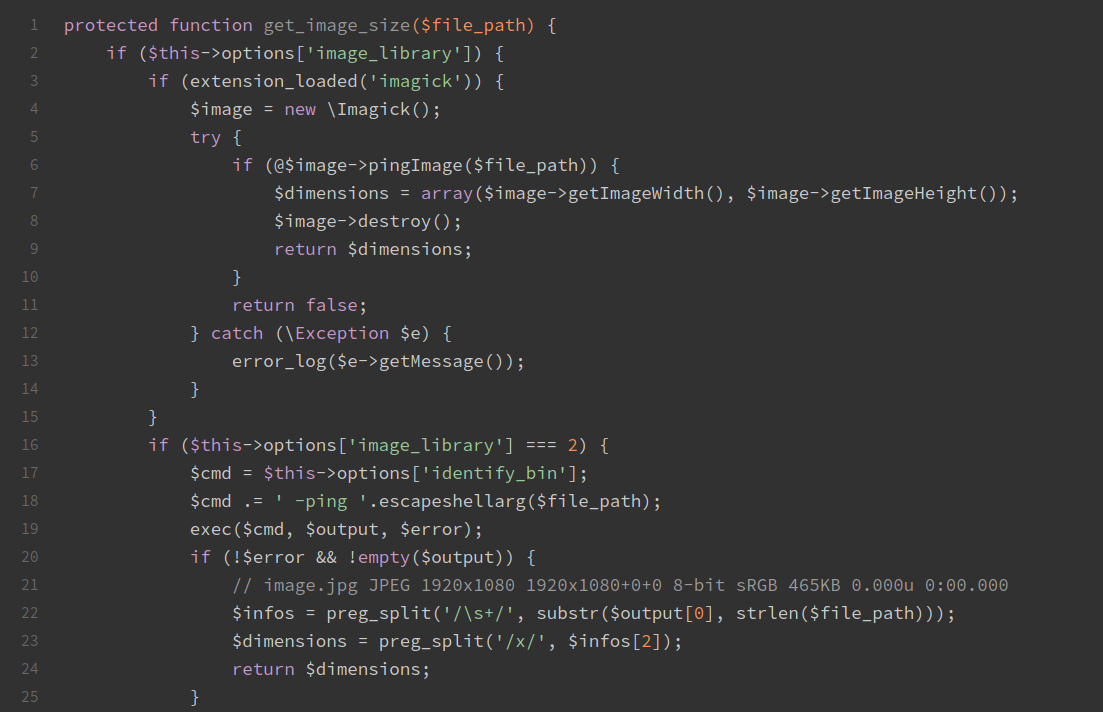 1 protected function get_image_size($file_path) {
2 if ($this->options['image_library']) {
3 if (extension_loaded('imagick')) {
4 $image = new \Imagick();
5 try {
6 if (@$image->pingImage($file_path)) {
7 $dimensions = array($image->getImageWidth(), $image->getImageHeight());
8 $image->destroy();
9 return $dimensions;
10 }
11 return false;
12 } catch (\Exception $e) {
13 error_log($e->getMessage());
14 }
15 }
16 if ($this->options['image_library'] === 2) {
17 $cmd = $this->options['identify_bin'];
18 $cmd .= ' -ping '.escapeshellarg($file_path);
19 exec($cmd, $output, $error);
20 if (!$error && !empty($output)) {
21 // image.jpg JPEG 1920x1080 1920x1080+0+0 8-bit sRGB 465KB 0.000u 0:00.000
22 $infos = preg_split('/\s+/', substr($output[0], strlen($file_path)));
23 $dimensions = preg_split('/x/', $infos[2]);
24 return $dimensions;
25 }